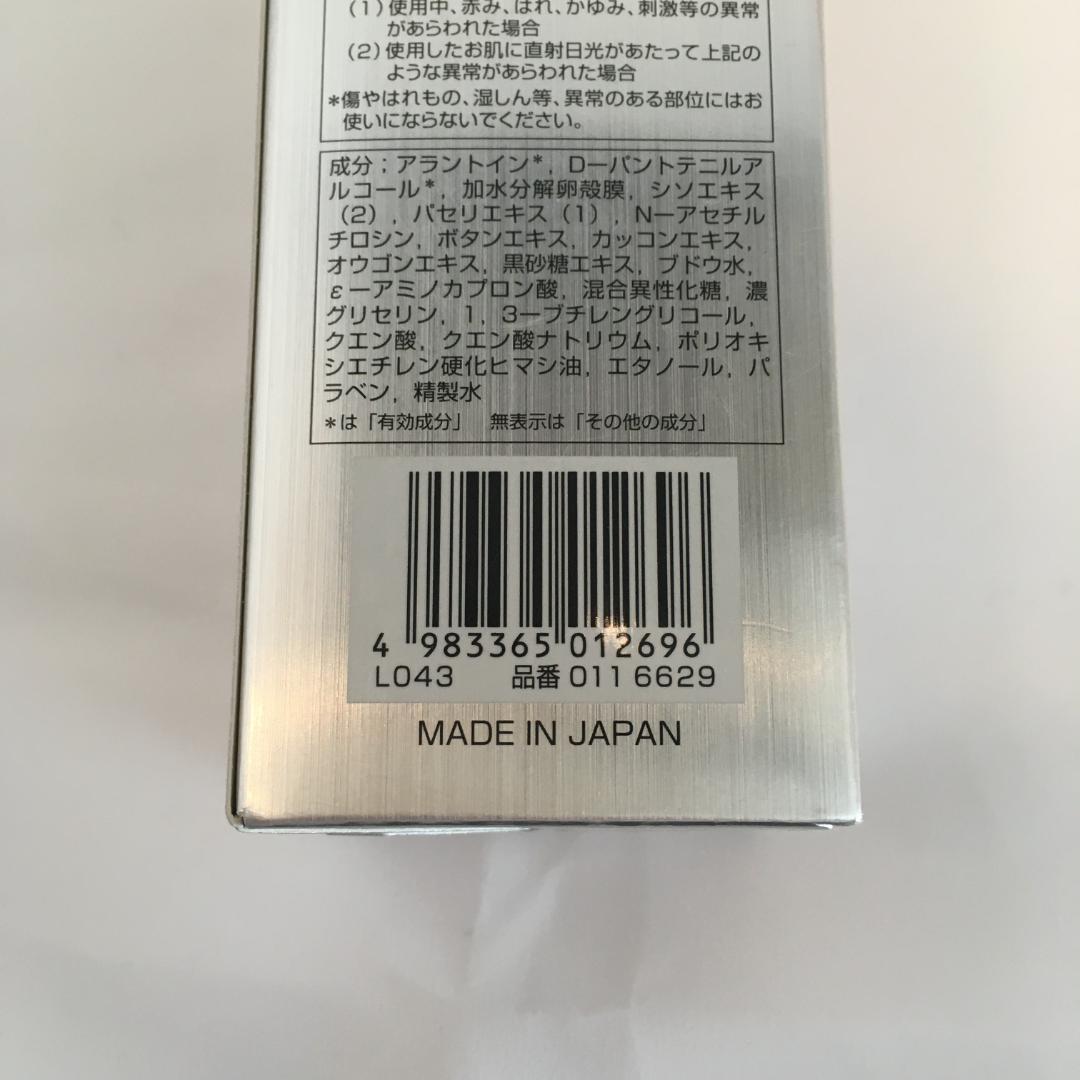 (1)使用中、赤み、はれ、かゆみ、刺激等の異常
があらわれた場合
(2)使用したお肌に直射日光があたって上記の
ような異常があらわれた場合
*傷やはれもの、湿しん等、異常のある部位にはお
使いにならないでください。
成分;アラントイン*, D-パントテニルア
ルコール*, 加水分解卵殻膜, シソエキス
(2), パセリエキス(1), N-アセチル
チロシン, ボタンエキス, カッコンエキス,
オウゴンエキス, 黒砂糖エキス, ブドウ水,
ε-アミノカプロン酸, 混合異性化糖, 濃
グリセリン, 1, 3-ブチレングリコール,
クエン酸, クエン酸ナトリウム, ポリオキ
シエチレン硬化ヒマシ油, エタノール, パ
ラベン, 精製水
*は「有効成分」 無表示は「その他の成分」
4 983365 012696
L043 品番 011 6629
MADE IN JAPAN